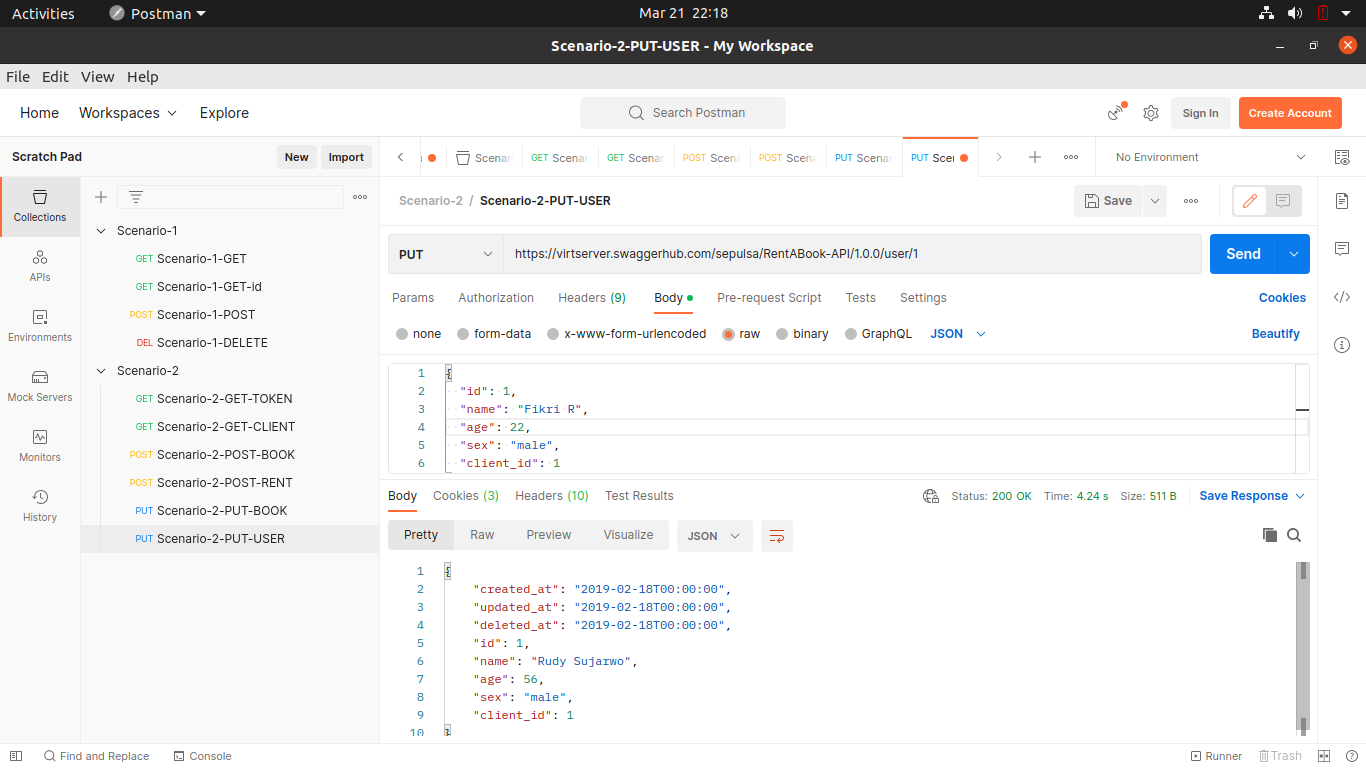 Activities Postman Mar 21 22:18
Scenario-2-PUT-USER - My Workspace
File Edit View Help
Home Workspaces Explore Search Postman Sign In Create Account
Scratch Pad New Import Scenar GET Scenar GET Scenar POST Scena POST Scena PUT Scenar PUT Scer No Environment
Collections
APIs
Environments
Mock Servers
Monitors
History
Scenario-1
GET Scenario-1-GET
GET Scenario-1-GET-id
POST Scenario-1-POST
DEL Scenario-1-DELETE
Scenario-2
GET Scenario-2-GET-TOKEN
GET Scenario-2-GET-CLIENT
POST Scenario-2-POST-BOOK
POST Scenario-2-POST-RENT
PUT Scenario-2-PUT-BOOK
PUT Scenario-2-PUT-USER
Scenario-2 / Scenario-2-PUT-USER Save
PUT https://virtserver.swaggerhub.com/sepulsa/RentABook-API/1.0.0/user/1 Send
Params Authorization Headers (9) Body Pre-request Script Tests Settings Cookies
none form-data x-www-form-urlencoded raw binary GraphQL JSON Beautify
1 {
2 "id": 1,
3 "name": "Fikri R",
4 "age": 22,
5 "sex": "male",
6 "client_id": 1
Body Cookies (3) Headers (10) Test Results Status: 200 OK Time: 4.24 s Size: 511 B Save Response
Pretty Raw Preview Visualize JSON
1 {
2 "created_at": "2019-02-18T00:00:00",
3 "updated_at": "2019-02-18T00:00:00",
4 "deleted_at": "2019-02-18T00:00:00",
5 "id": 1,
6 "name": "Rudy Sujarwo",
7 "age": 56,
8 "sex": "male",
9 "client_id": 1
10 }
Find and Replace Console Runner Trash